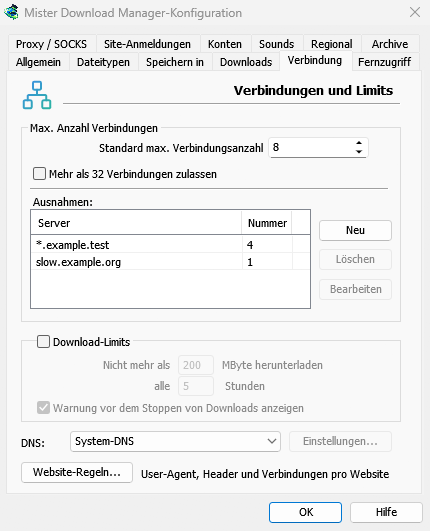 Mister Download Manager-Konfiguration
Proxy / SOCKS Site-Anmeldungen Konten Sounds Regional Archive
Allgemein Dateitypen Speichern in Downloads Verbindung Fernzugriff
Verbindungen und Limits
Max. Anzahl Verbindungen
Standard max. Verbindungsanzahl 8
Mehr als 32 Verbindungen zulassen
Ausnahmen:
Server Nummer
*.example.test 4
slow.example.org 1
Neu
Löschen
Bearbeiten
Download-Limits
Nicht mehr als 200 MByte herunterladen
alle 5 Stunden
Warnung vor dem Stoppen von Downloads anzeigen
DNS: System-DNS Einstellungen...
Website-Regeln... User-Agent, Header und Verbindungen pro Website
OK Hilfe